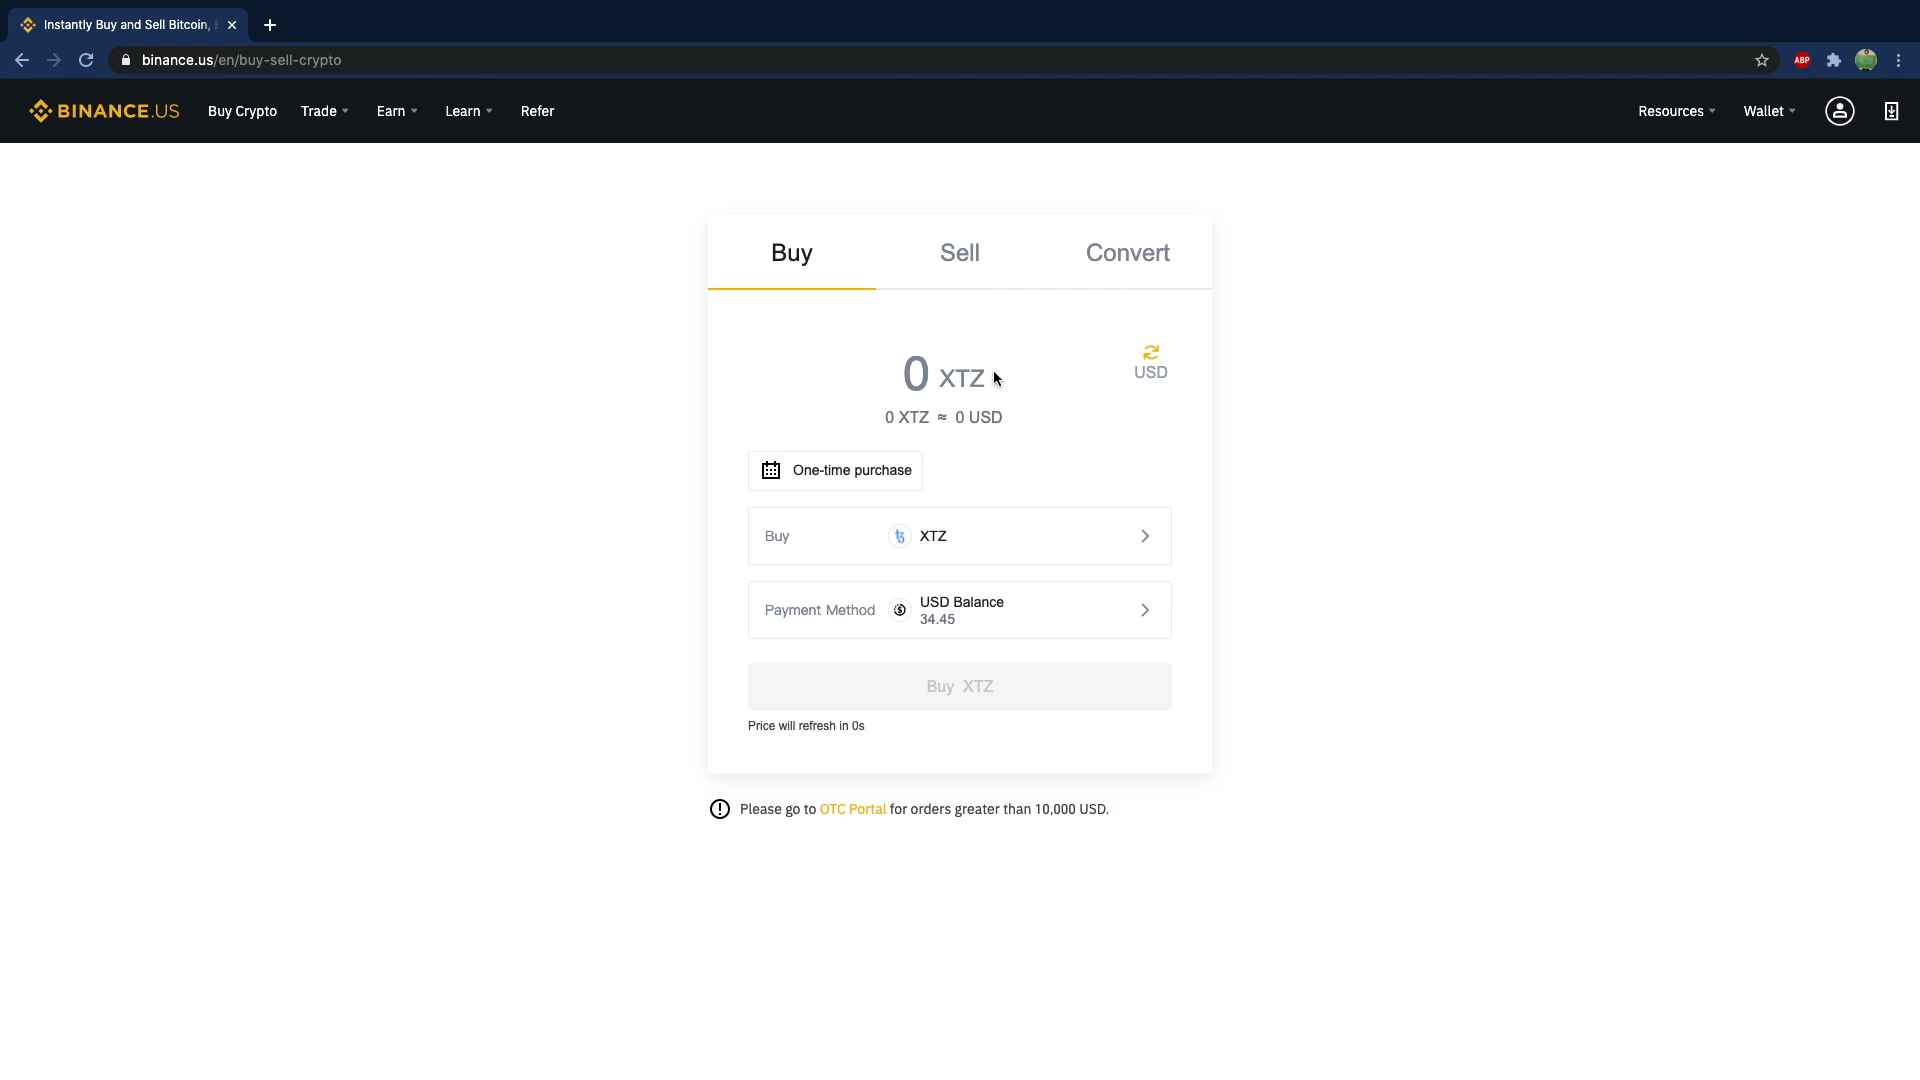 Instantly Buy and Sell Bitcoin,
binance.us/en/buy-sell-crypto
ABP
BINANCE.US Buy Crypto Trade Earn Learn Refer Resources Wallet
Buy Sell Convert
0 XTZ
USD
0 XTZ ≈ 0 USD
One-time purchase
Buy XTZ
Payment Method USD Balance
34.45
Buy XTZ
Price will refresh in 0s
Please go to OTC Portal for orders greater than 10,000 USD.